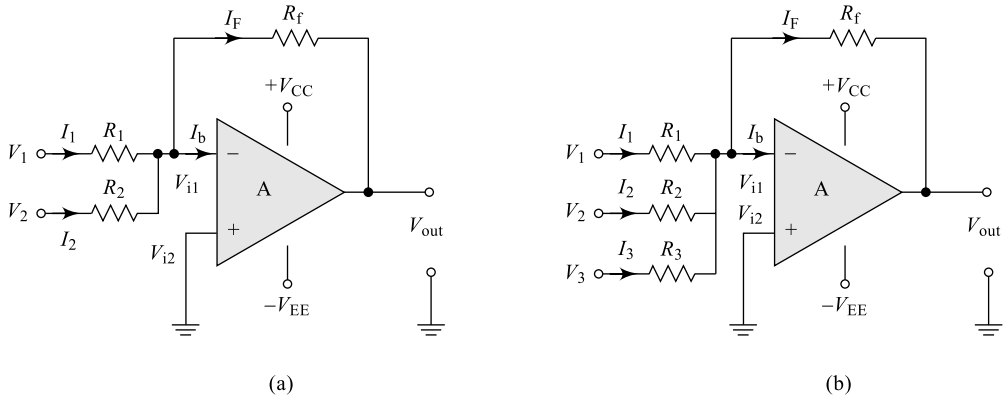 I_F R_f
+V_CC
I_1 R_1 I_b
V_1 −
V_i1
R_2 A
V_2
I_2 V_out
V_i2 +
−V_EE
(a)
I_F R_f
+V_CC
I_1 R_1 I_b
V_1 −
V_i1
I_2 R_2 A
V_2 V_i2
V_out
I_3 R_3 +
V_3
−V_EE
(b)